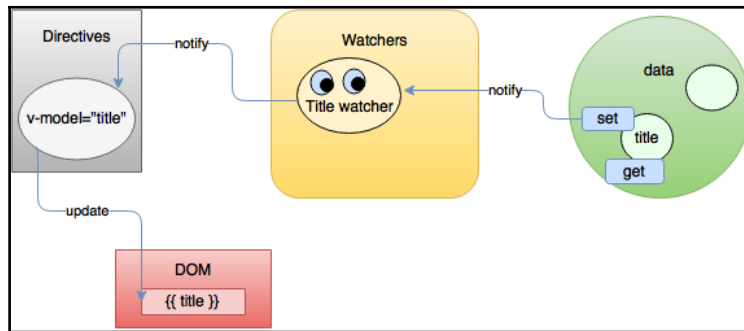 Directives
notify
Watchers
data
v-model="title"
Title watcher
notify
set
title
get
update
DOM
{{ title }}